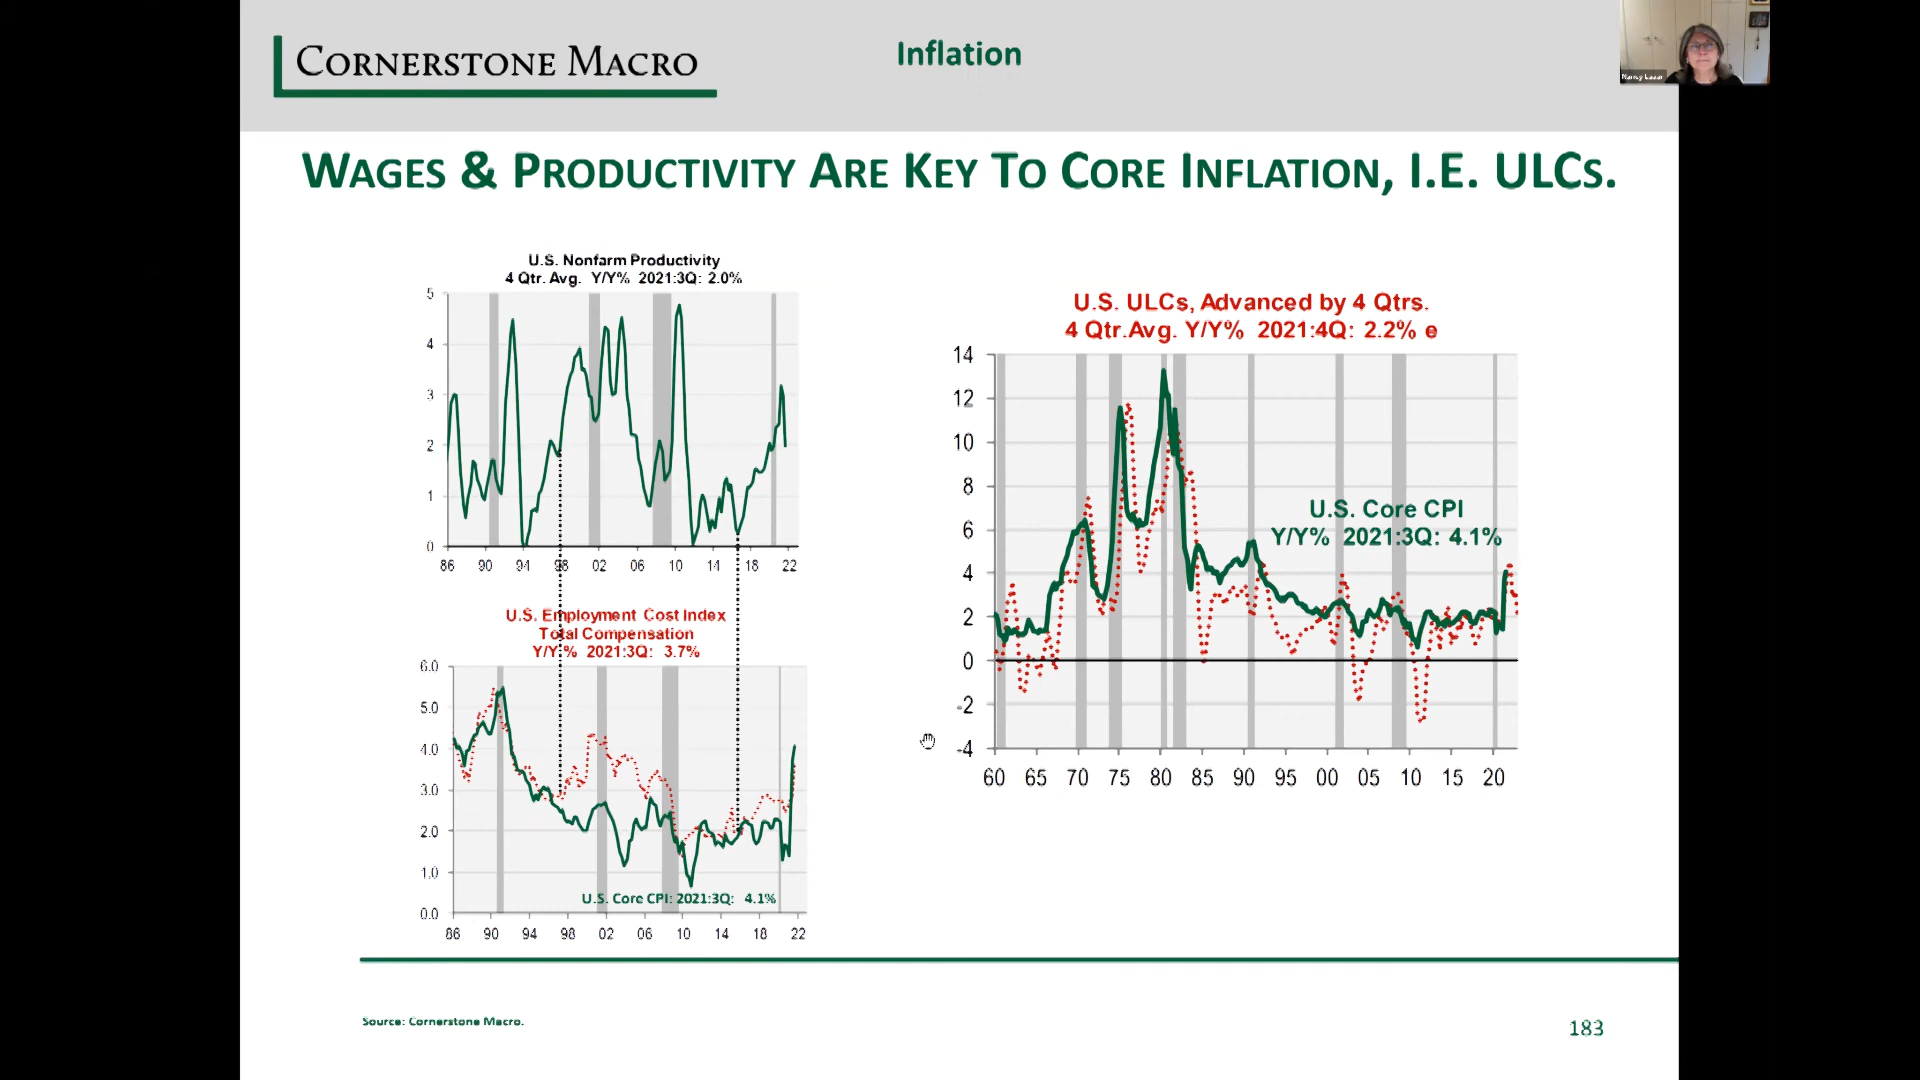 CORNERSTONE MACRO
Inflation
Nancy Lazar
WAGES & PRODUCTIVITY ARE KEY TO CORE INFLATION, I.E. ULCS.
U.S. Nonfarm Productivity
4 Qtr. Avg. Y/Y% 2021:3Q: 2.0%
5
4
3
2
1
0
86 90 94 98 02 06 10 14 18 22
U.S. Employment Cost Index
Total Compensation
Y/Y % 2021:3Q: 3.7%
6.0
5.0
4.0
3.0
2.0
1.0
0.0
U.S. Core CPI: 2021:3Q: 4.1%
86 90 94 98 02 06 10 14 18 22
U.S. ULCs, Advanced by 4 Qtrs.
4 Qtr.Avg. Y/Y% 2021:4Q: 2.2% e
14
12
10
8
6
4
2
0
-2
-4
U.S. Core CPI
Y/Y% 2021:3Q: 4.1%
60 65 70 75 80 85 90 95 00 05 10 15 20
Source: Cornerstone Macro.
183